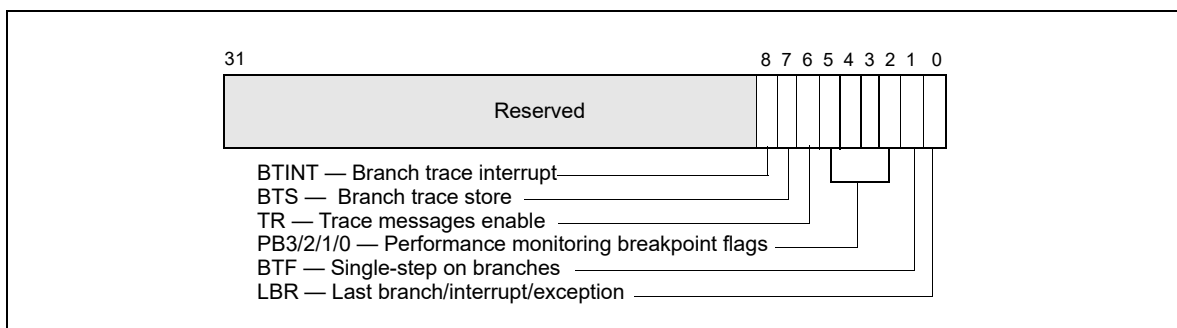 31 8 7 6 5 4 3 2 1 0
Reserved
BTINT — Branch trace interrupt
BTS — Branch trace store
TR — Trace messages enable
PB3/2/1/0 — Performance monitoring breakpoint flags
BTF — Single-step on branches
LBR — Last branch/interrupt/exception